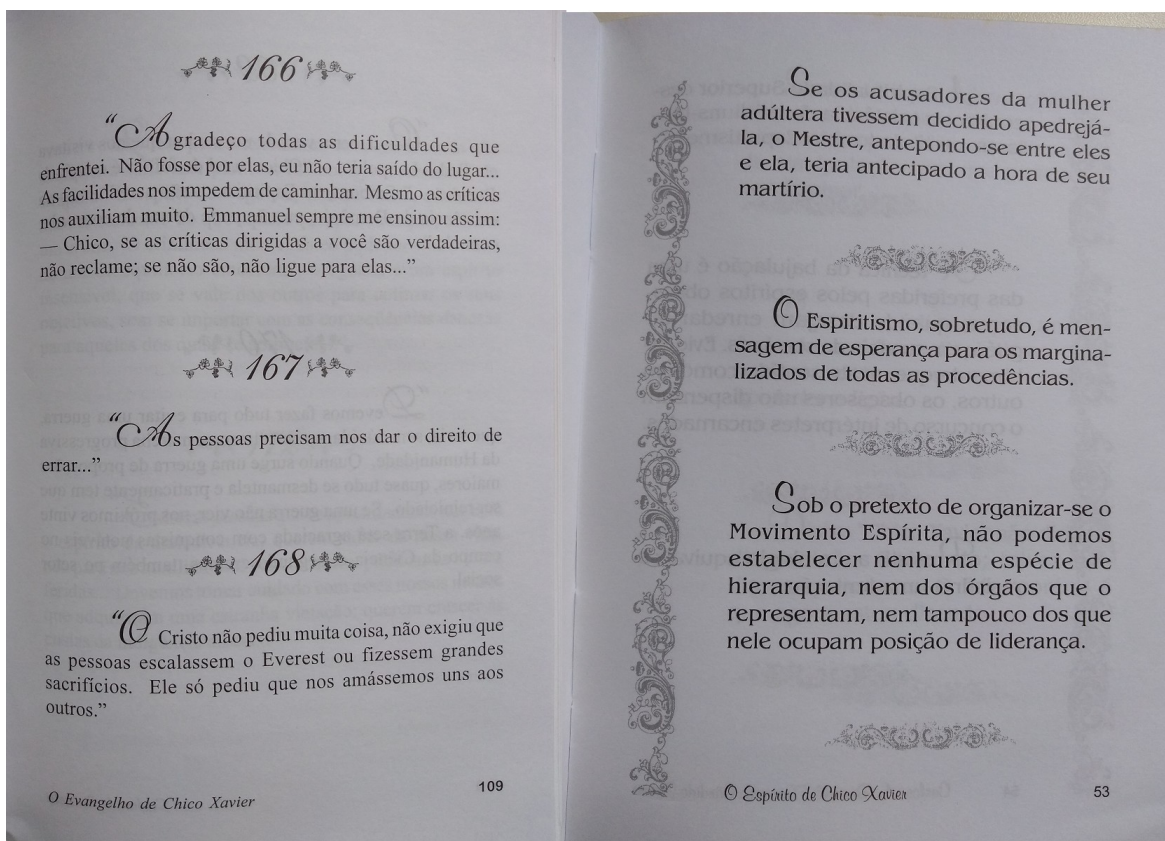 166
“Agradeço todas as dificuldades que
enfrentei. Não fosse por elas, eu não teria saído do lugar...
As facilidades nos impedem de caminhar. Mesmo as críticas
nos auxiliam muito. Emmanuel sempre me ensinou assim:
— Chico, se as críticas dirigidas a você são verdadeiras,
não reclame; se não são, não ligue para elas...”
167
“As pessoas precisam nos dar o direito de
errar...”
168
“O Cristo não pediu muita coisa, não exigiu que
as pessoas escalassem o Everest ou fizessem grandes
sacrifícios. Ele só pediu que nos amássemos uns aos
outros.”
O Evangelho de Chico Xavier
109
Se os acusadores da mulher
adúltera tivessem decidido apedrejá-
la, o Mestre, antepondo-se entre eles
e ela, teria antecipado a hora de seu
martírio.
O Espiritismo, sobretudo, é men-
sagem de esperança para os margina-
lizados de todas as procedências.
Sob o pretexto de organizar-se o
Movimento Espírita, não podemos
estabelecer nenhuma espécie de
hierarquia, nem dos órgãos que o
representam, nem tampouco dos que
nele ocupam posição de liderança.
O Espírito de Chico Xavier
53